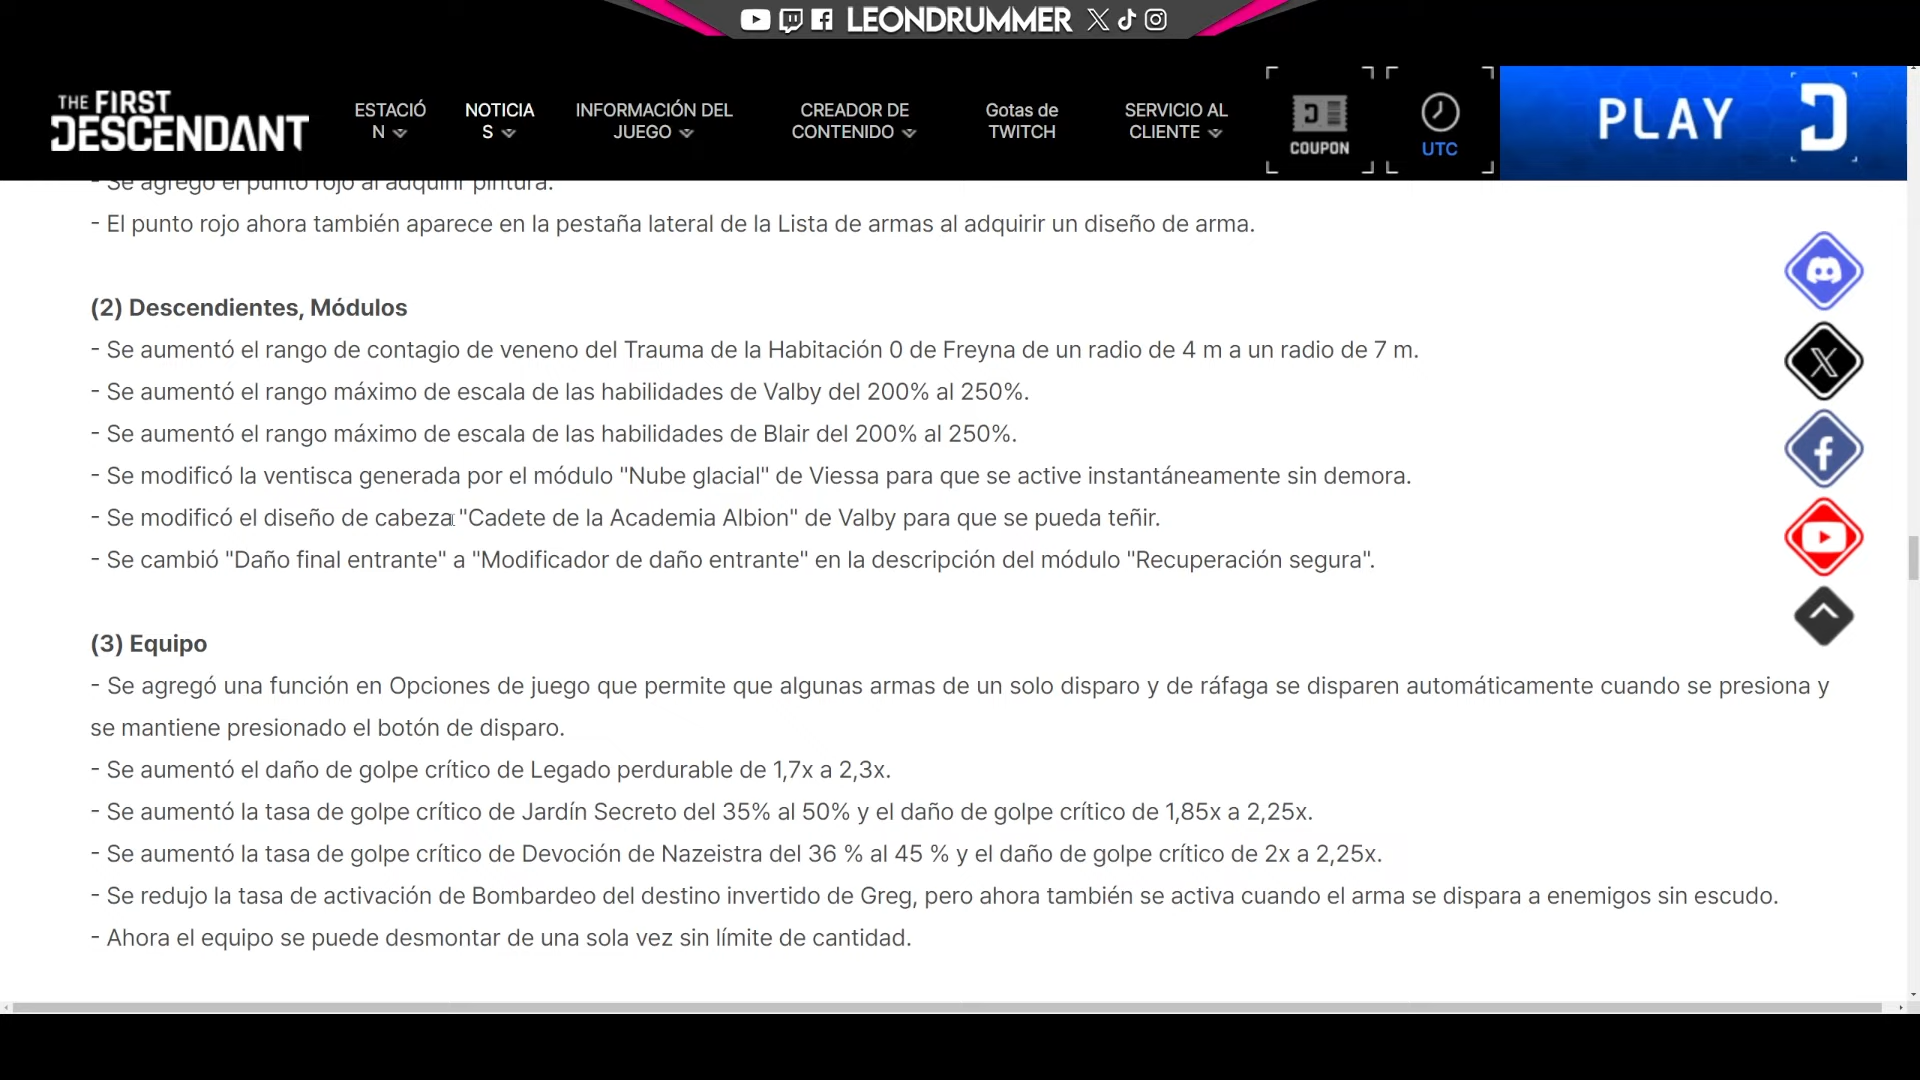 LEONDRUMMER
THE FIRST
DESCENDANT
ESTACIÓ
N
NOTICIA
S
INFORMACIÓN DEL
JUEGO
CREADOR DE
CONTENIDO
Gotas de
TWITCH
SERVICIO AL
CLIENTE
COUPON
UTC
PLAY
- Se agregó el punto rojo al adquirir pintura.
- El punto rojo ahora también aparece en la pestaña lateral de la Lista de armas al adquirir un diseño de arma.
(2) Descendientes, Módulos
- Se aumentó el rango de contagio de veneno del Trauma de la Habitación 0 de Freyna de un radio de 4 m a un radio de 7 m.
- Se aumentó el rango máximo de escala de las habilidades de Valby del 200% al 250%.
- Se aumentó el rango máximo de escala de las habilidades de Blair del 200% al 250%.
- Se modificó la ventisca generada por el módulo "Nube glacial" de Viessa para que se active instantáneamente sin demora.
- Se modificó el diseño de cabeza "Cadete de la Academia Albion" de Valby para que se pueda teñir.
- Se cambió "Daño final entrante" a "Modificador de daño entrante" en la descripción del módulo "Recuperación segura".
(3) Equipo
- Se agregó una función en Opciones de juego que permite que algunas armas de un solo disparo y de ráfaga se disparen automáticamente cuando se presiona y
se mantiene presionado el botón de disparo.
- Se aumentó el daño de golpe crítico de Legado perdurable de 1,7x a 2,3x.
- Se aumentó la tasa de golpe crítico de Jardín Secreto del 35% al 50% y el daño de golpe crítico de 1,85x a 2,25x.
- Se aumentó la tasa de golpe crítico de Devoción de Nazeistra del 36 % al 45 % y el daño de golpe crítico de 2x a 2,25x.
- Se redujo la tasa de activación de Bombardeo del destino invertido de Greg, pero ahora también se activa cuando el arma se dispara a enemigos sin escudo.
- Ahora el equipo se puede desmontar de una sola vez sin límite de cantidad.